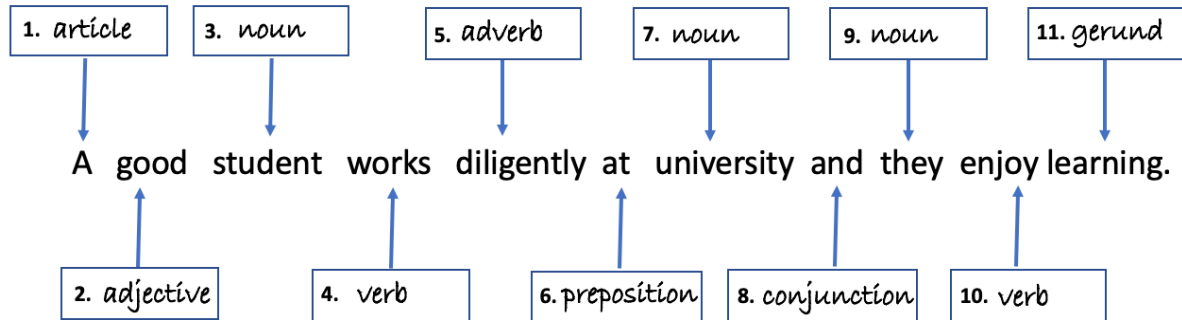 1. article
3. noun
5. adverb
7. noun
9. noun
11. gerund
A good student works diligently at university and they enjoy learning.
2. adjective
4. verb
6. preposition
8. conjunction
10. verb